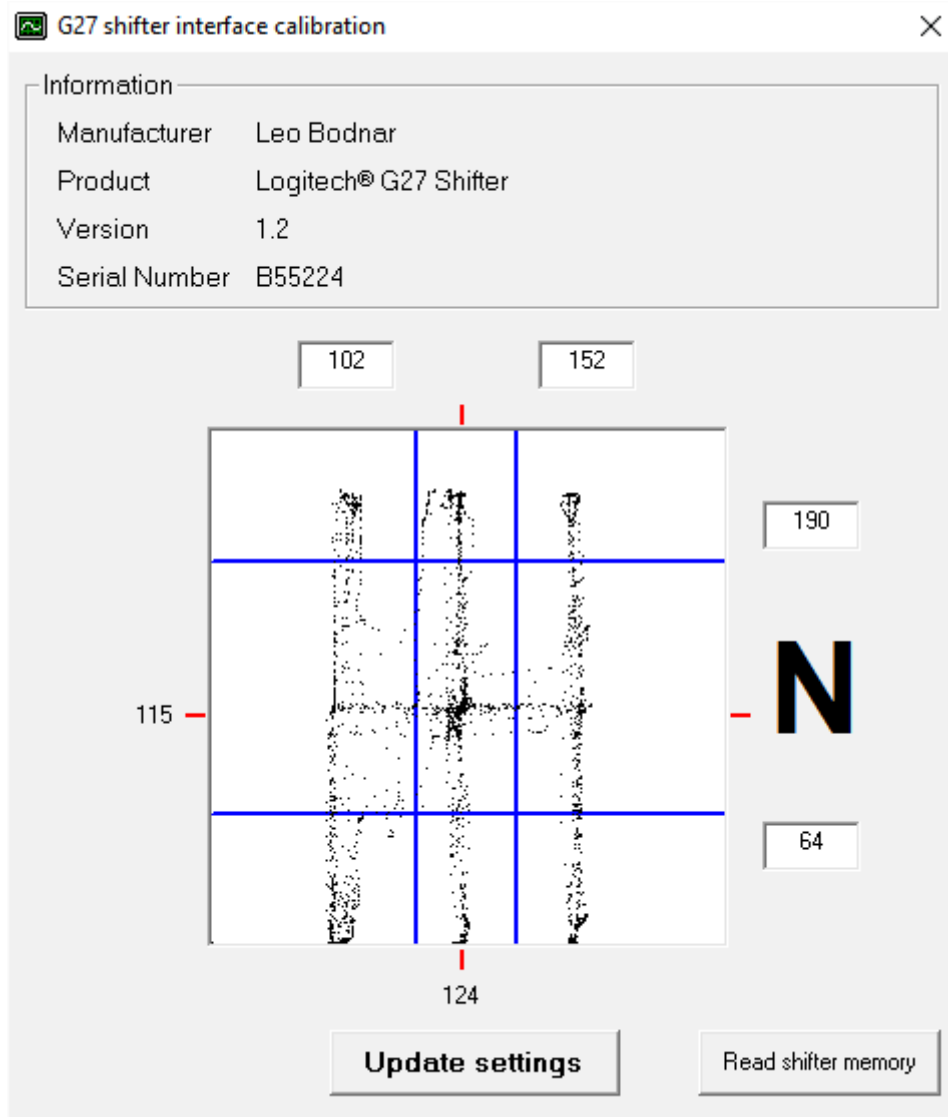 G27 shifter interface calibration
Information
Manufacturer Leo Bodnar
Product Logitech® G27 Shifter
Version 1.2
Serial Number B55224
102 152
190
N
115
64
124
Update settings Read shifter memory